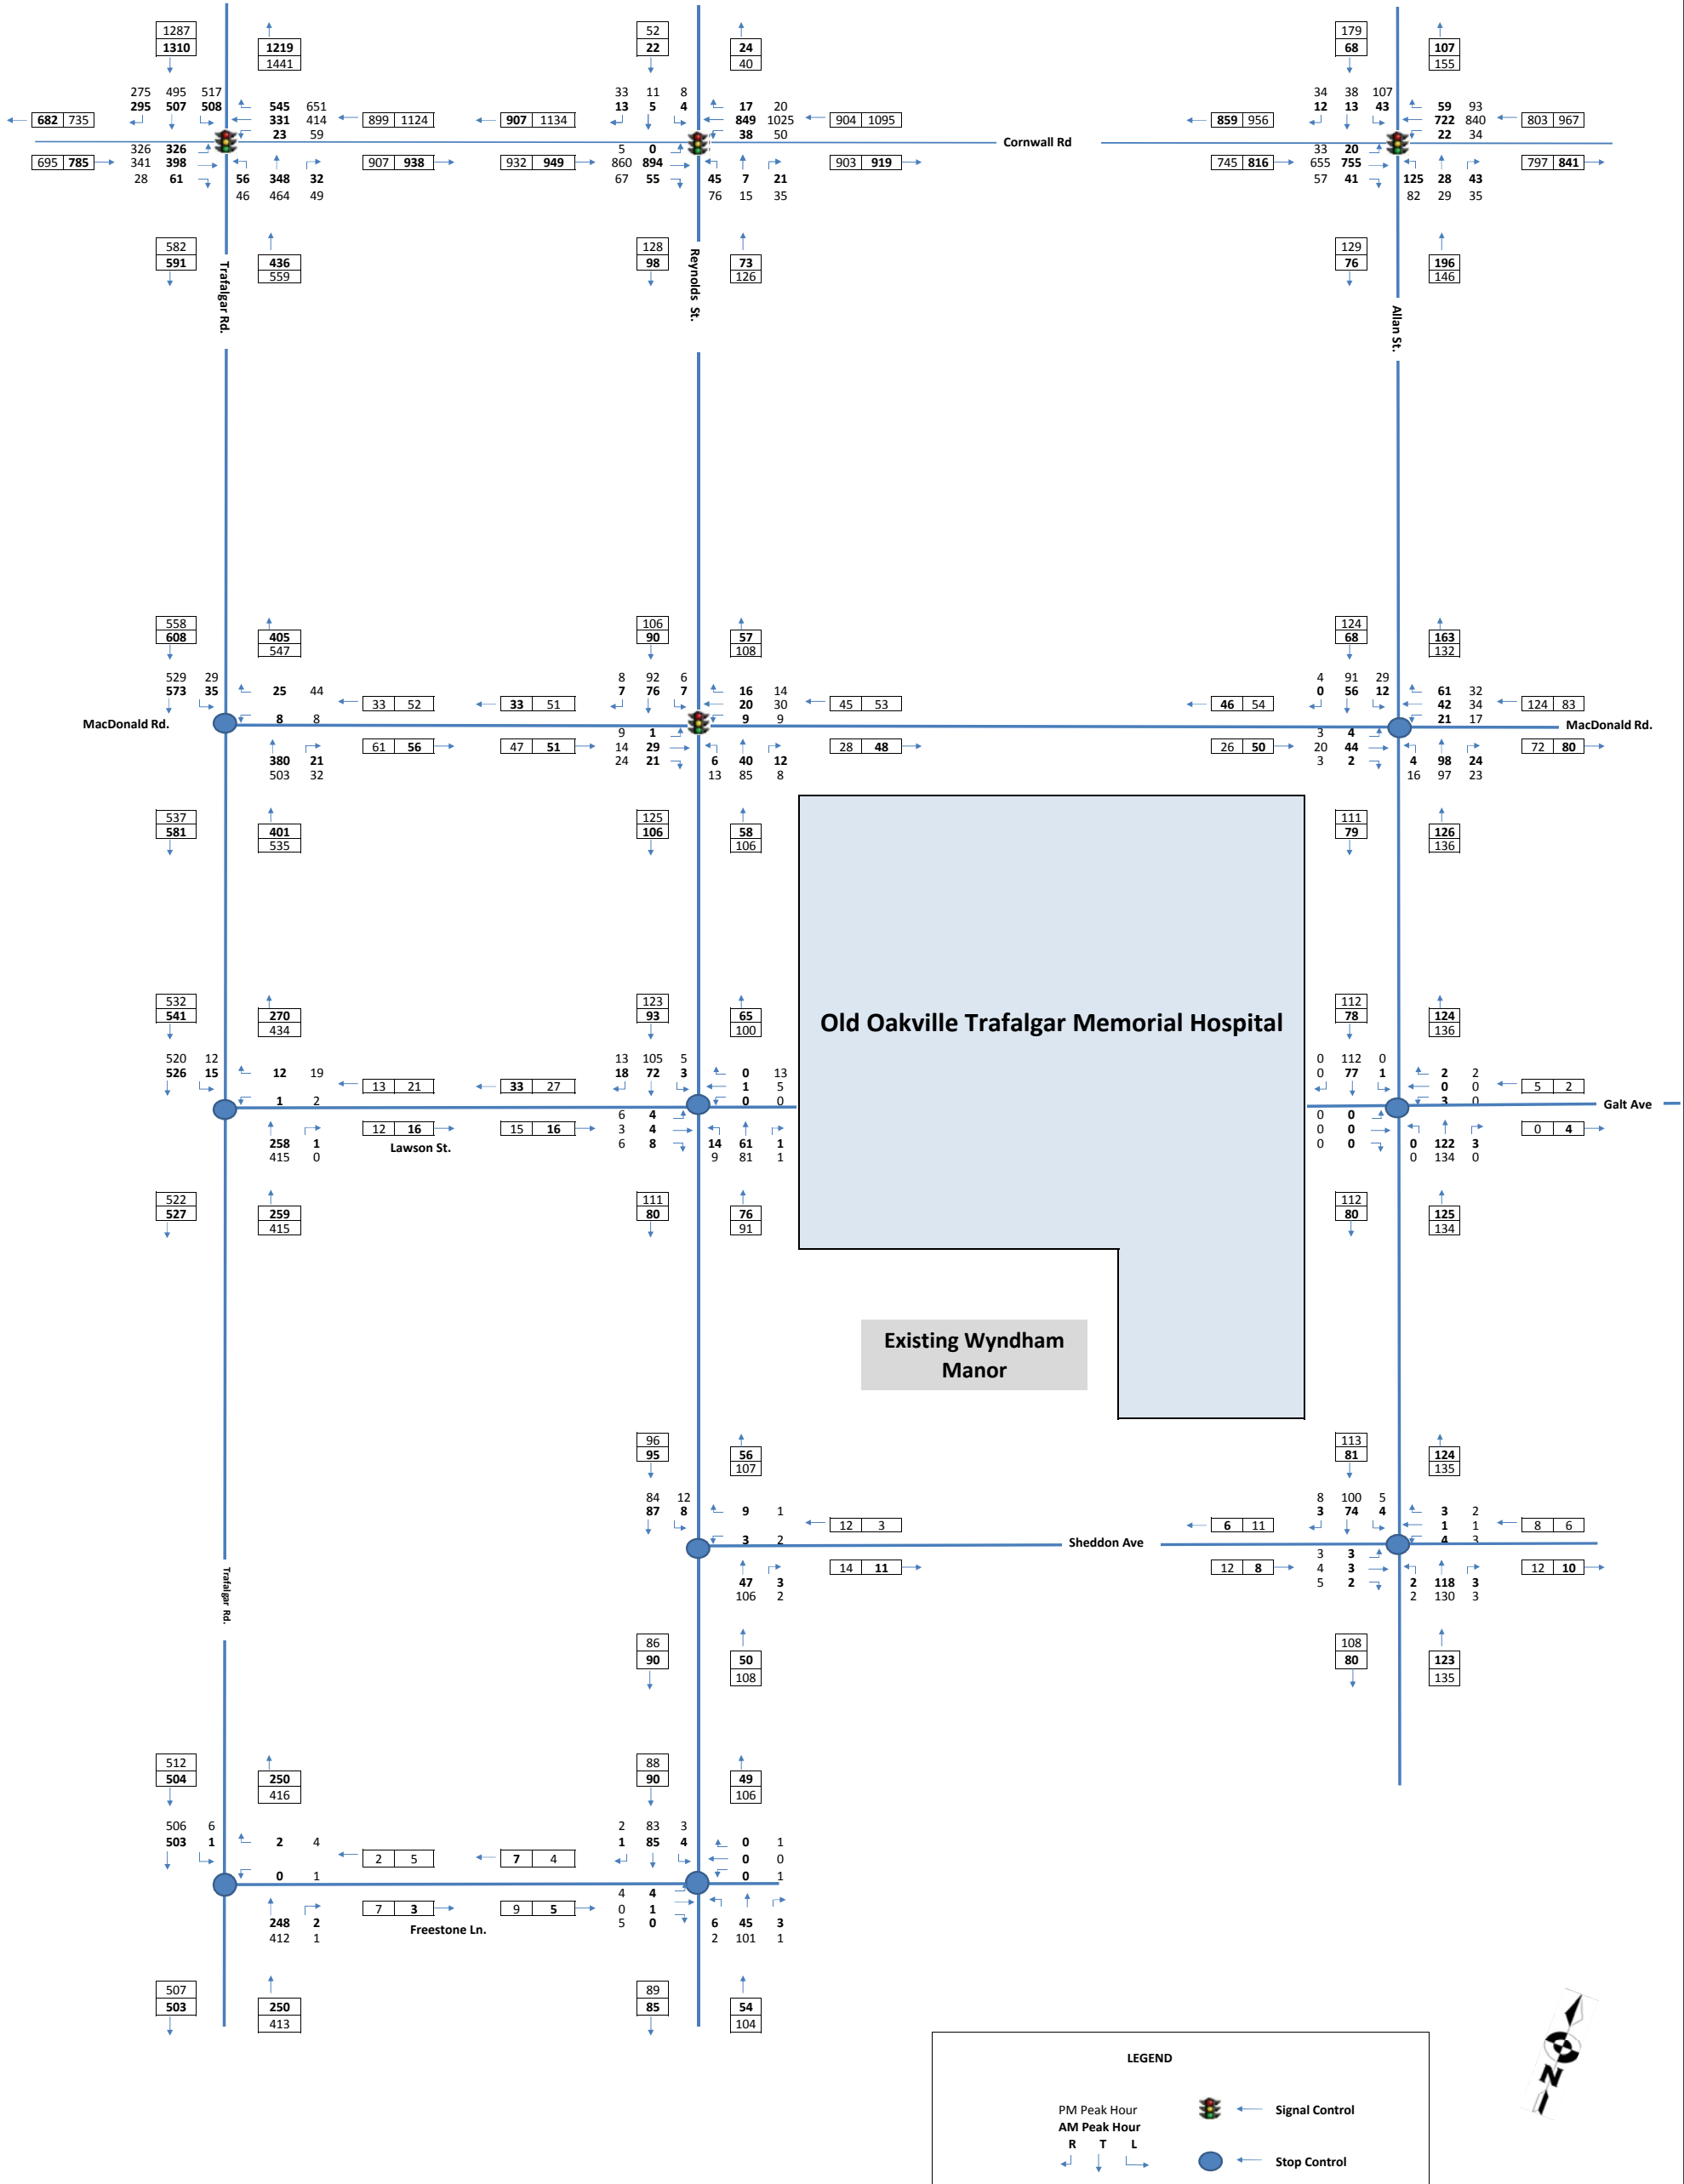 1287 52 179
1310 1219 22 24 68 107
1441 40 155
275 495 517 33 11 8 34 38 107
295 507 508 545 651 13 5 4 17 20 12 13 43 59 93
682 735 331 414 899 1124 907 1134 849 1025 904 1095 859 956 722 840 803 967
23 59 38 50 22 34
Cornwall Rd
326 326 5 0 33 20
695 785 341 398 907 938 932 949 860 894 903 919 745 816 655 755 797 841
28 61 56 348 32 67 55 45 7 21 57 41 125 28 43
46 464 49 76 15 35 82 29 35
582 128 129
591 436 98 73 76 196
559 126 146
Trafalgar Rd.
Reynolds St.
Allan St.
558 106 124
608 405 90 57 68 163
547 108 132
529 29 8 92 6 4 91 29
573 35 25 44 7 76 7 16 14 0 56 12 61 32
33 52 33 51 20 30 45 53 46 54 42 34 124 83
MacDonald Rd. 8 8 9 9 21 17 MacDonald Rd.
9 1 3 4
61 56 47 51 14 29 28 48 26 50 20 44 72 80
380 21 24 21 6 40 12 3 2 4 98 24
503 32 13 85 8 16 97 23
537 125 111
581 401 106 58 79 126
535 106 136
532 123 112
541 270 93 65 78 124
434 100 136
Old Oakville Trafalgar Memorial Hospital
520 12 13 105 5 0 112 0
526 15 12 19 18 72 3 0 13 0 77 1 2 2
13 21 33 27 1 5 0 0 5 2
1 2 0 0 3 0
Galt Ave
6 4 0 0
12 16 15 16 3 4 0 0 0 4
258 1 6 8 14 61 1 0 0 0 122 3
415 0 9 81 1 0 134 0
Lawson St.
522 111 112
527 259 80 76 80 125
415 91 134
Existing Wyndham
Manor
96 113
95 56 81 124
107 135
84 12 8 100 5
87 8 9 1 3 74 4 3 2
12 3 6 11 1 1 8 6
3 2 4 3
Sheddon Ave
3 3
14 11 12 8 4 3 12 10
47 3 5 2 2 118 3
106 2 2 130 3
Trafalgar Rd.
86 108
90 50 80 123
108 135
512 88
504 250 90 49
416 106
506 6 2 83 3
503 1 2 4 1 85 4 0 1
2 5 7 4 0 0
0 1 0 1
4 4
7 3 9 5 0 1
248 2 5 0 6 45 3
412 1 2 101 1
Freestone Ln.
507 89
503 250 85 54
413 104
N
LEGEND
PM Peak Hour
AM Peak Hour
R T L
Signal Control
Stop Control